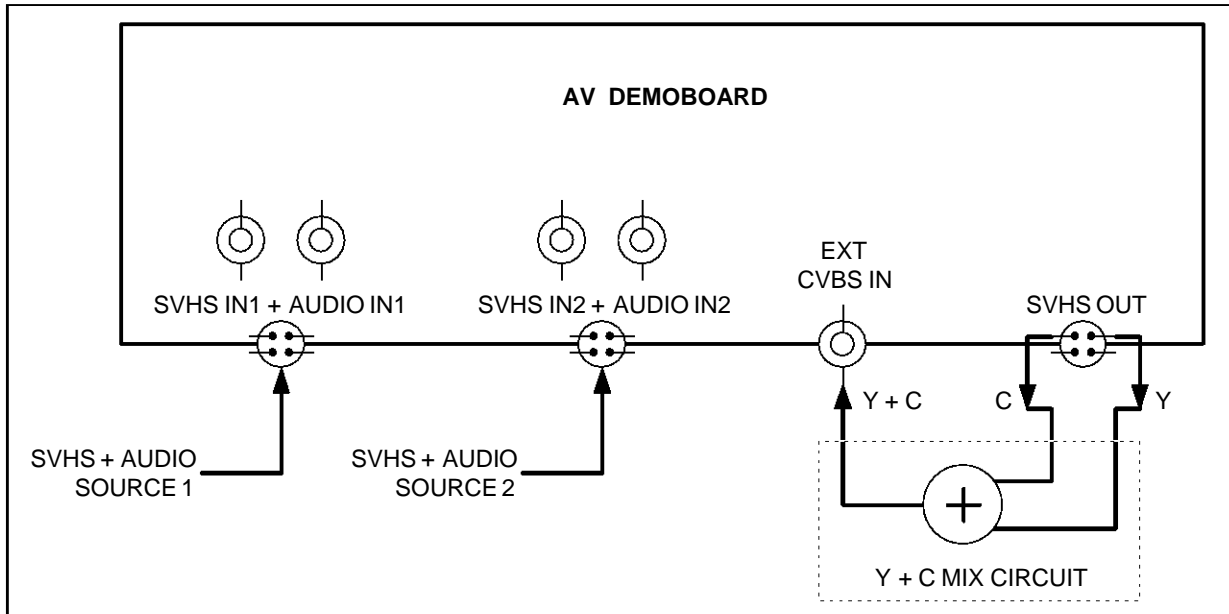 AV DEMOBOARD
SVHS IN1 + AUDIO IN1
SVHS IN2 + AUDIO IN2
EXT
CVBS IN
SVHS OUT
Y + C
C
Y
SVHS + AUDIO
SOURCE 1
SVHS + AUDIO
SOURCE 2
Y + C MIX CIRCUIT